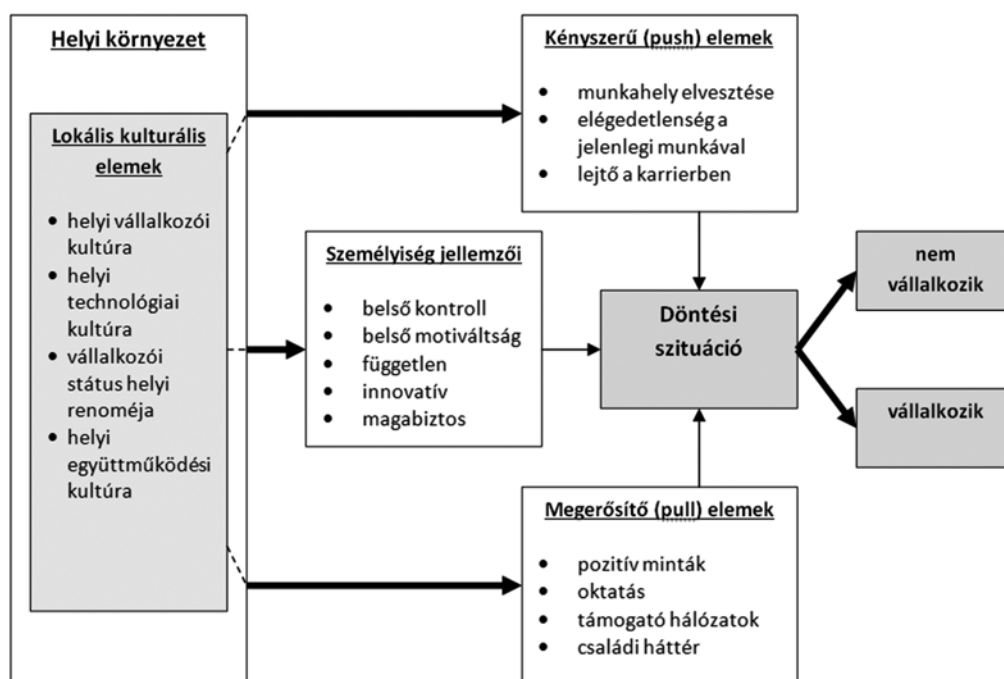 Helyi környezet
Lokális kulturális
elemek
• helyi vállalkozói
kultúra
• helyi
technológiai
kultúra
• vállalkozói
státus helyi
renoméja
• helyi
együttműködési
kultúra
Kényszerű (push) elemek
• munkahely elvesztése
• elégedetlenség a
jelenlegi munkával
• lejtő a karrierben
Személyiség jellemzői
• belső kontroll
• belső motiváltság
• független
• innovatív
• magabiztos
Megerősítő (pull) elemek
• pozitív minták
• oktatás
• támogató hálózatok
• családi háttér
Döntési
szituáció
nem
vállalkozik
vállalkozik